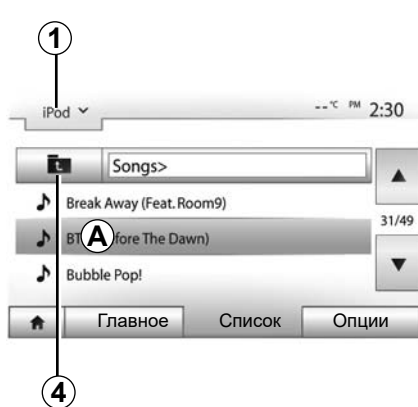 1
iPod
--°C PM 2:30
Songs>
Break Away (Feat. Room9)
31/49
A
fore The Dawn)
Bubble Pop!
Главное Список Опции
4